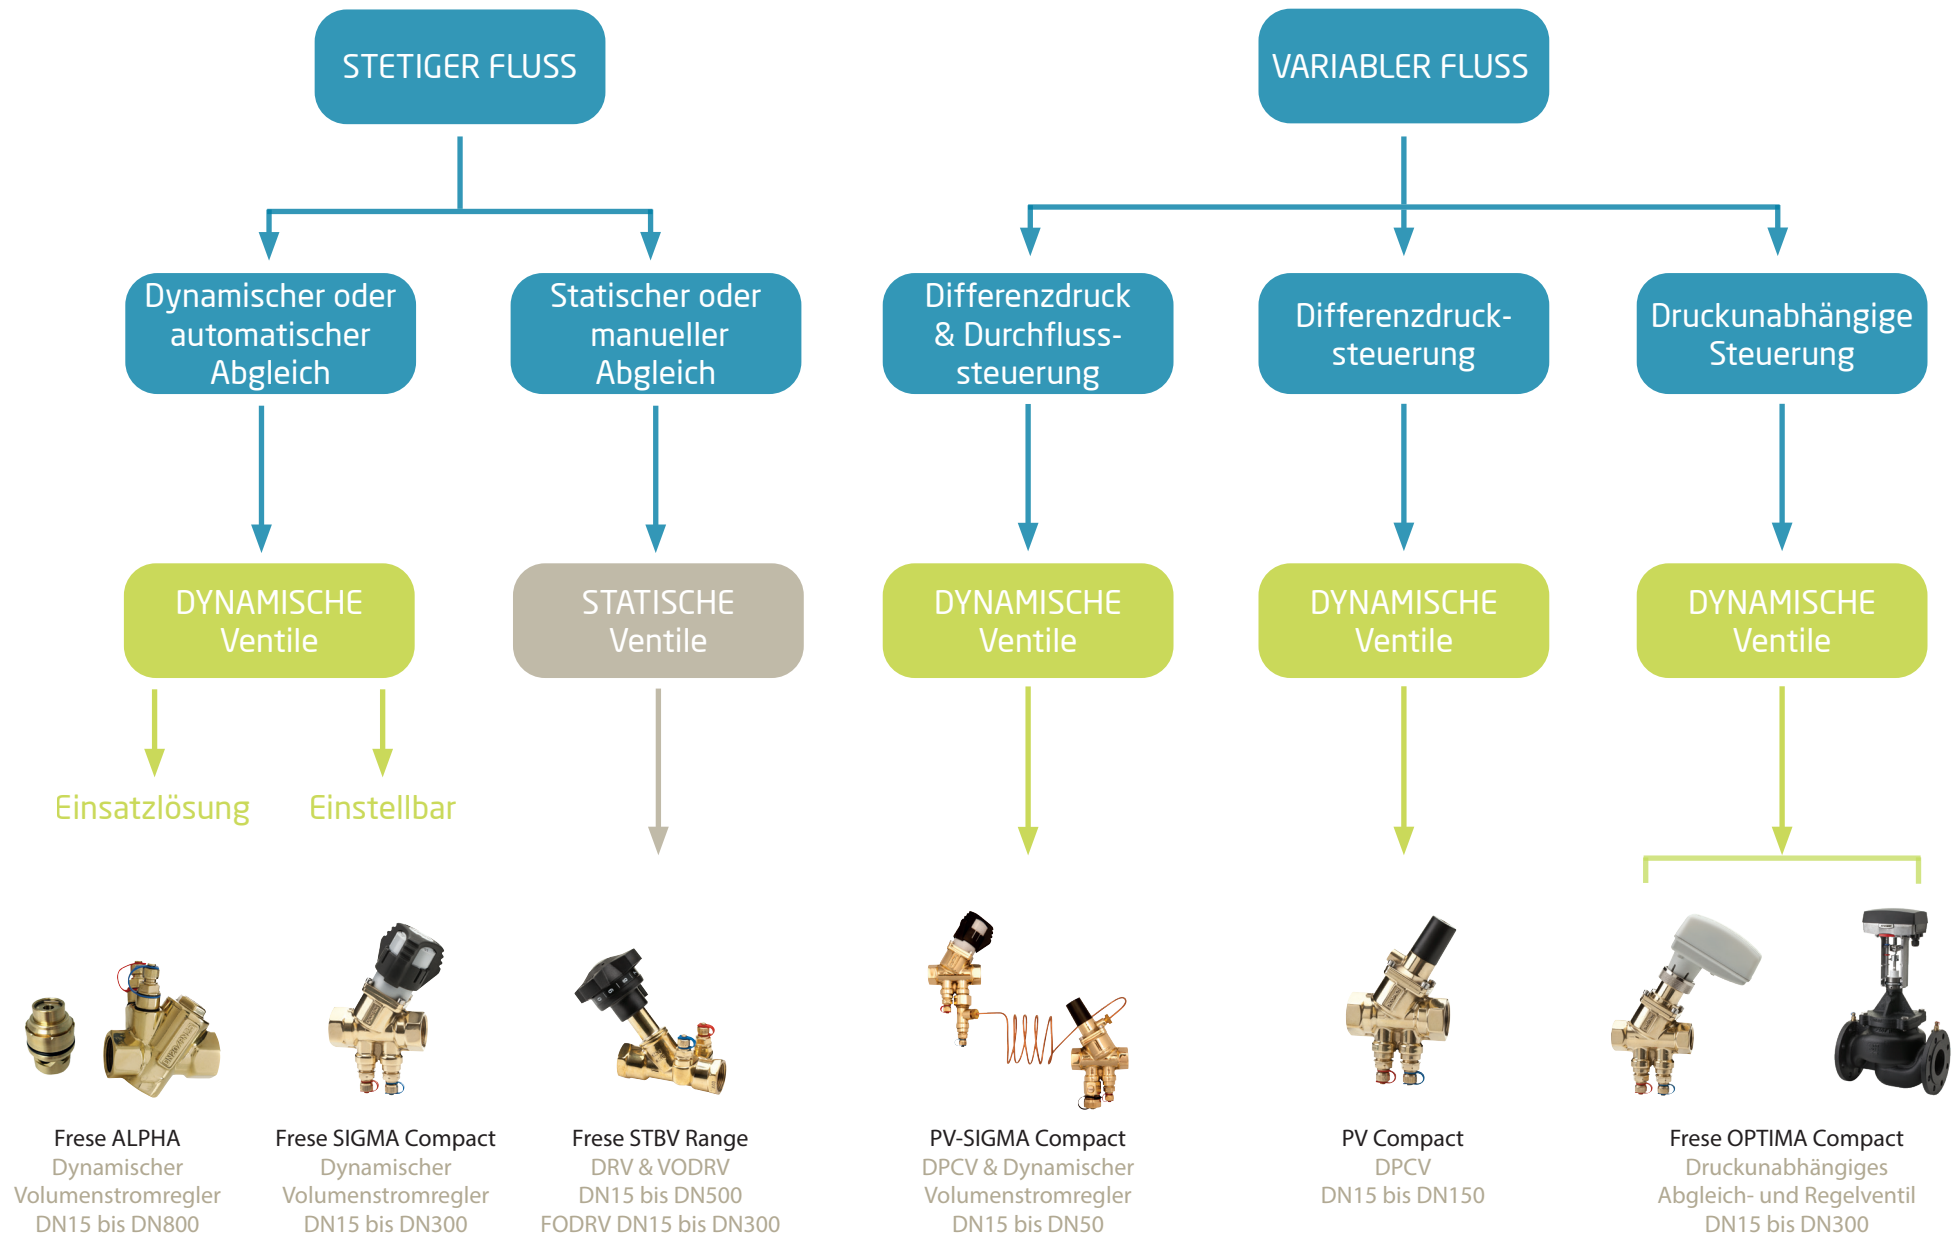 STETIGER FLUSS
VARIABLER FLUSS
Dynamischer oder
automatischer
Abgleich
Statischer oder
manueller
Abgleich
Differenzdruck
& Durchfluss-
steuerung
Differenzdruck-
steuerung
Druckunabhängige
Steuerung
DYNAMISCHE
Ventile
STATISCHE
Ventile
DYNAMISCHE
Ventile
DYNAMISCHE
Ventile
DYNAMISCHE
Ventile
Einsatzlösung
Einstellbar
Frese ALPHA
Dynamischer
Volumenstromregler
DN15 bis DN800
Frese SIGMA Compact
Dynamischer
Volumenstromregler
DN15 bis DN300
Frese STBV Range
DRV & VODRV
DN15 bis DN500
FODRV DN15 bis DN300
PV-SIGMA Compact
DPCV & Dynamischer
Volumenstromregler
DN15 bis DN50
PV Compact
DPCV
DN15 bis DN150
Frese OPTIMA Compact
Druckunabhängiges
Abgleich- und Regelventil
DN15 bis DN300